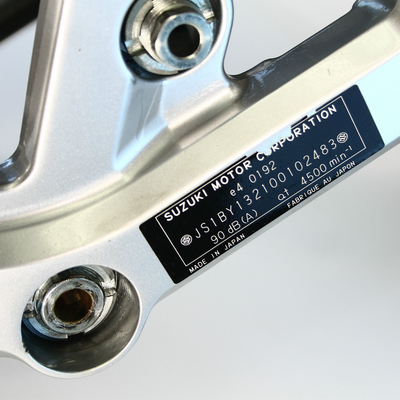 SUZUKI MOTOR CORPORATION
e4 0192
JS1BY132100102483
90 dB(A) at 4500 min⁻¹
MADE IN JAPAN FABRIQUE AU JAPON